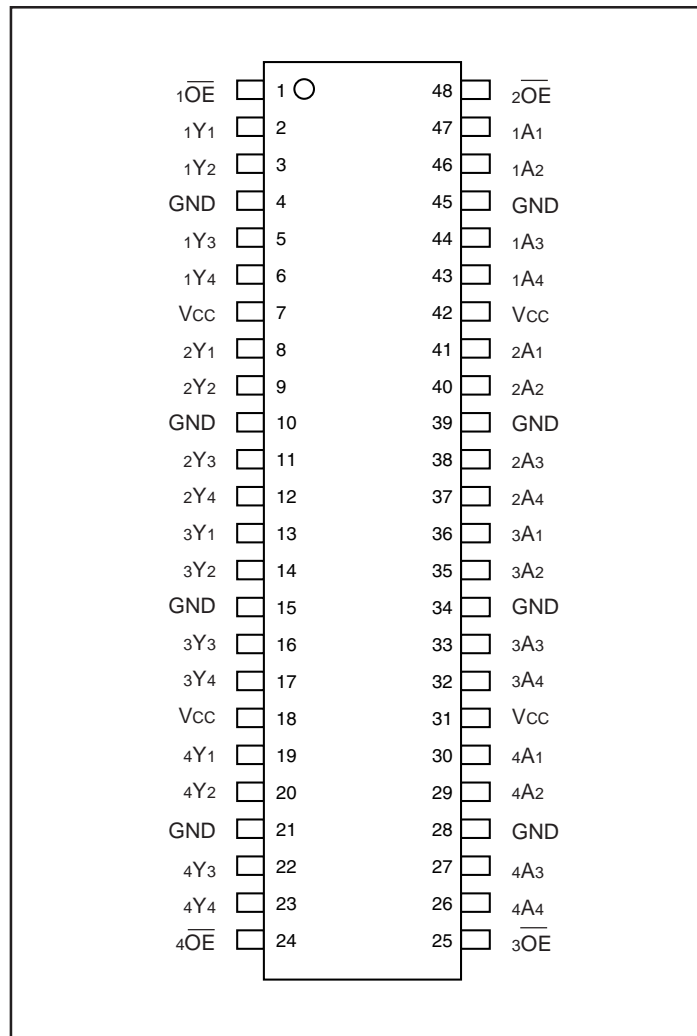 1OE 1 48 2OE
1Y1 2 47 1A1
1Y2 3 46 1A2
GND 4 45 GND
1Y3 5 44 1A3
1Y4 6 43 1A4
VCC 7 42 VCC
2Y1 8 41 2A1
2Y2 9 40 2A2
GND 10 39 GND
2Y3 11 38 2A3
2Y4 12 37 2A4
3Y1 13 36 3A1
3Y2 14 35 3A2
GND 15 34 GND
3Y3 16 33 3A3
3Y4 17 32 3A4
VCC 18 31 VCC
4Y1 19 30 4A1
4Y2 20 29 4A2
GND 21 28 GND
4Y3 22 27 4A3
4Y4 23 26 4A4
4OE 24 25 3OE